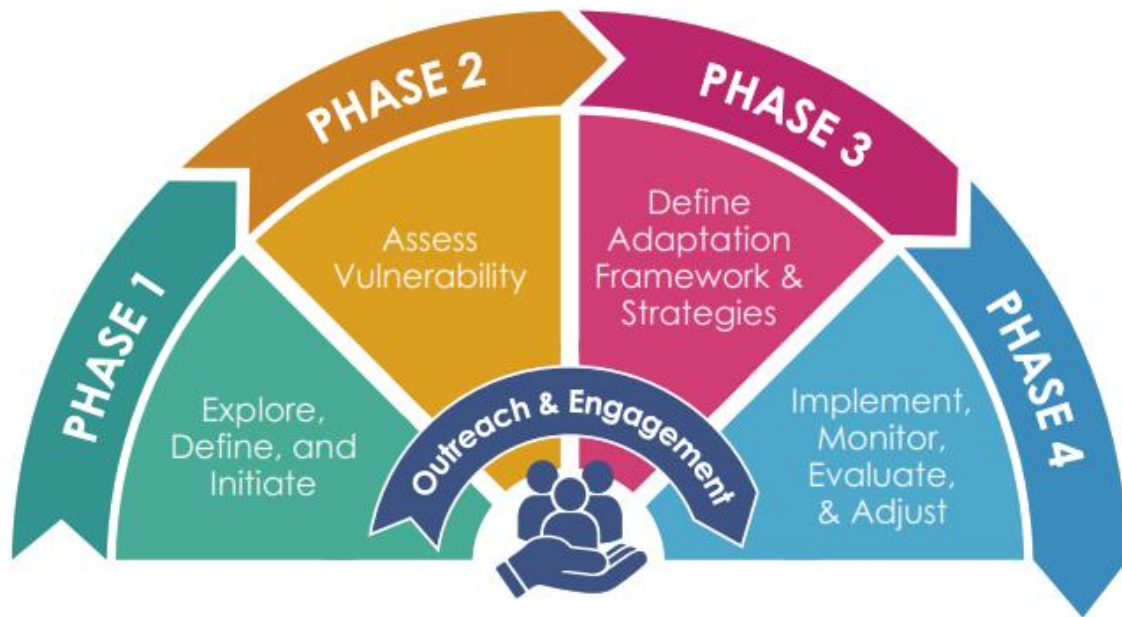 PHASE 1
Explore,
Define, and
Initiate
PHASE 2
Assess
Vulnerability
PHASE 3
Define
Adaptation
Framework &
Strategies
PHASE 4
Implement,
Monitor,
Evaluate,
& Adjust
Outreach & Engagement